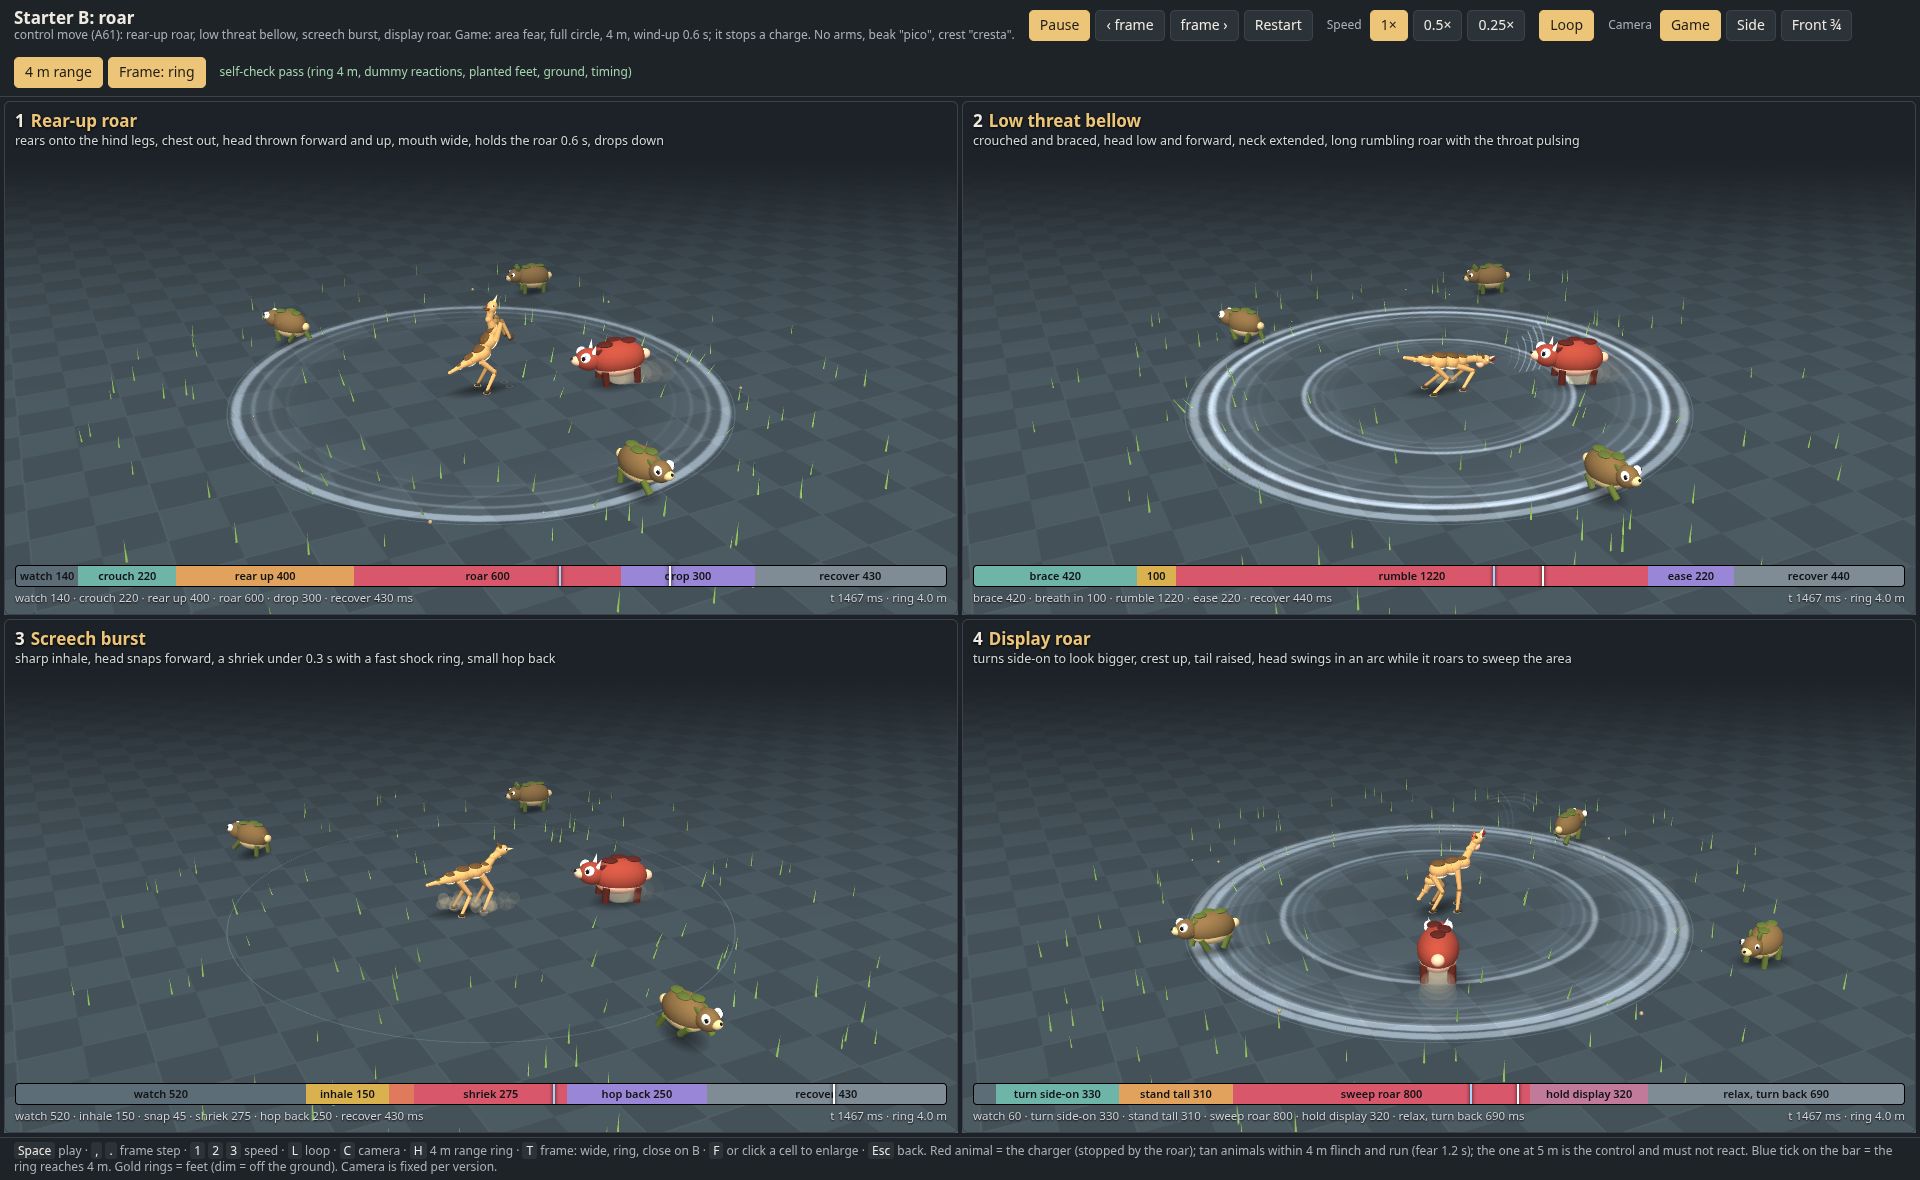 Starter B: roar
control move (A61): rear-up roar, low threat bellow, screech burst, display roar. Game: area fear, full circle, 4 m, wind-up 0.6 s; it stops a charge. No arms, beak "pico", crest "cresta".
Pause ‹ frame frame › Restart Speed 1× 0.5× 0.25× Loop Camera Game Side Front ¾
4 m range Frame: ring self-check pass (ring 4 m, dummy reactions, planted feet, ground, timing)
1 Rear-up roar
rears onto the hind legs, chest out, head thrown forward and up, mouth wide, holds the roar 0.6 s, drops down
watch 140 crouch 220 rear up 400 roar 600 drop 300 recover 430
watch 140 · crouch 220 · rear up 400 · roar 600 · drop 300 · recover 430 ms t 1467 ms · ring 4.0 m
2 Low threat bellow
crouched and braced, head low and forward, neck extended, long rumbling roar with the throat pulsing
brace 420 100 rumble 1220 ease 220 recover 440
brace 420 · breath in 100 · rumble 1220 · ease 220 · recover 440 ms t 1467 ms · ring 4.0 m
3 Screech burst
sharp inhale, head snaps forward, a shriek under 0.3 s with a fast shock ring, small hop back
watch 520 inhale 150 shriek 275 hop back 250 recover 430
watch 520 · inhale 150 · snap 45 · shriek 275 · hop back 250 · recover 430 ms t 1467 ms · ring 4.0 m
4 Display roar
turns side-on to look bigger, crest up, tail raised, head swings in an arc while it roars to sweep the area
turn side-on 330 stand tall 310 sweep roar 800 hold display 320 relax, turn back 690
watch 60 · turn side-on 330 · stand tall 310 · sweep roar 800 · hold display 320 · relax, turn back 690 ms t 1467 ms · ring 4.0 m
Space play · , . frame step · 1 2 3 speed · L loop · C camera · H 4 m range ring · T frame: wide, ring, close on B · F or click a cell to enlarge · Esc back. Red animal = the charger (stopped by the roar); tan animals within 4 m flinch and run (fear 1.2 s); the one at 5 m is the control and must not react. Blue tick on the bar = the
ring reaches 4 m. Gold rings = feet (dim = off the ground). Camera is fixed per version.